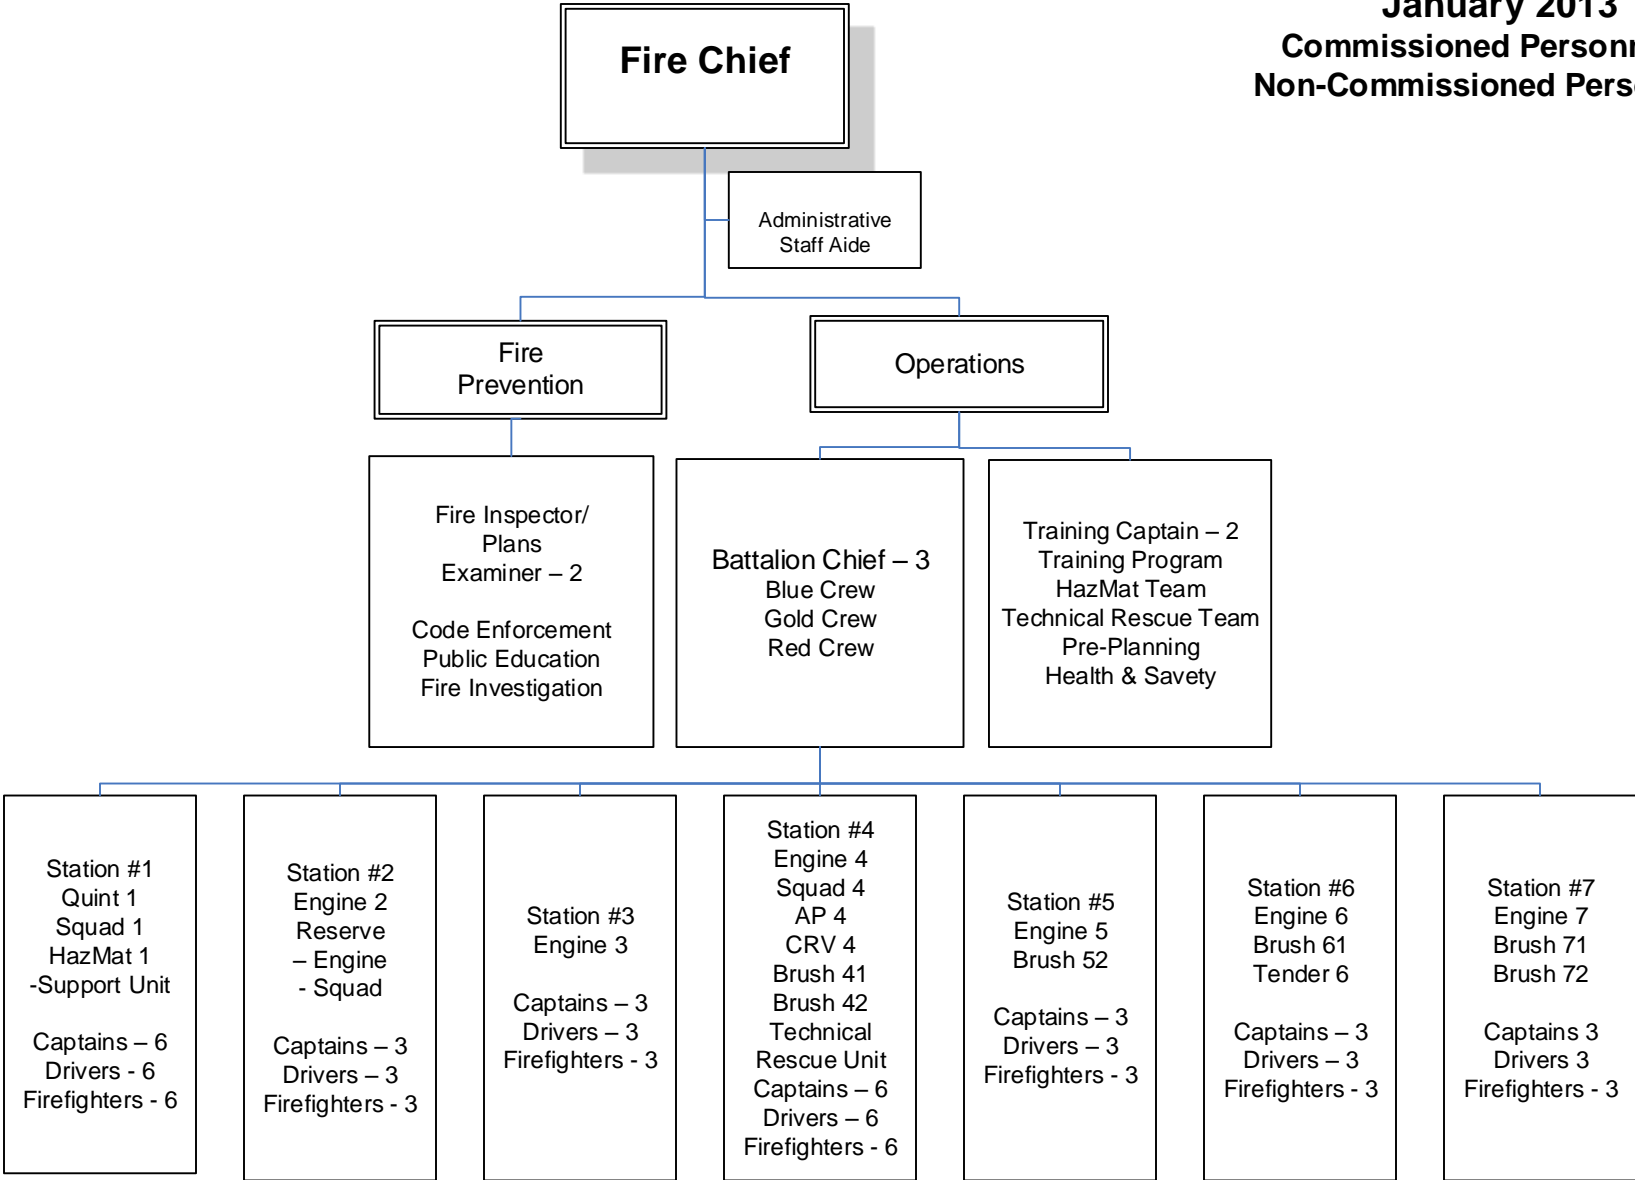 January 2013
Commissioned
Non-Commissioned
Fire Chief
Administrative
Staff Aide
Fire
Prevention
Operations
Fire Inspector/
Plans
Examiner – 2
Code Enforcement
Public Education
Fire Investigation
Battalion Chief – 3
Blue Crew
Gold Crew
Red Crew
Training Captain – 2
Training Program
HazMat Team
Technical Rescue Team
Pre-Planning
Health & Savety
Station #1
Quint 1
Squad 1
HazMat 1
-Support Unit
Captains – 6
Drivers - 6
Firefighters - 6
Station #2
Engine 2
Reserve
– Engine
- Squad
Captains – 3
Drivers – 3
Firefighters - 3
Station #3
Engine 3
Captains – 3
Drivers – 3
Firefighters - 3
Station #4
Engine 4
Squad 4
AP 4
CRV 4
Brush 41
Brush 42
Technical
Rescue Unit
Captains – 6
Drivers – 6
Firefighters - 6
Station #5
Engine 5
Brush 52
Captains – 3
Drivers – 3
Firefighters - 3
Station #6
Engine 6
Brush 61
Tender 6
Captains – 3
Drivers – 3
Firefighters - 3
Station #7
Engine 7
Brush 71
Brush 72
Captains 3
Drivers 3
Firefighters - 3